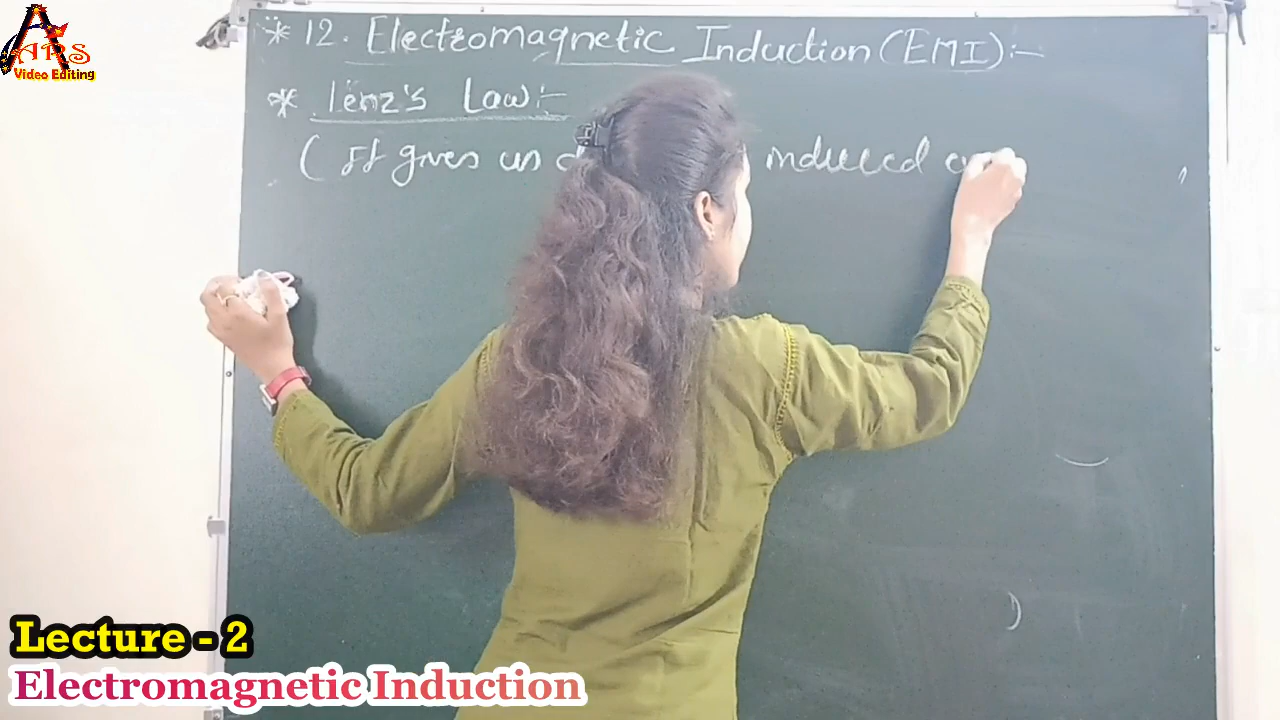 ARS
Video Editing
* 12. Electromagnetic Induction (EMI):-
* Lenz's Law:-
( It gives us induced
Lecture - 2
Electromagnetic Induction